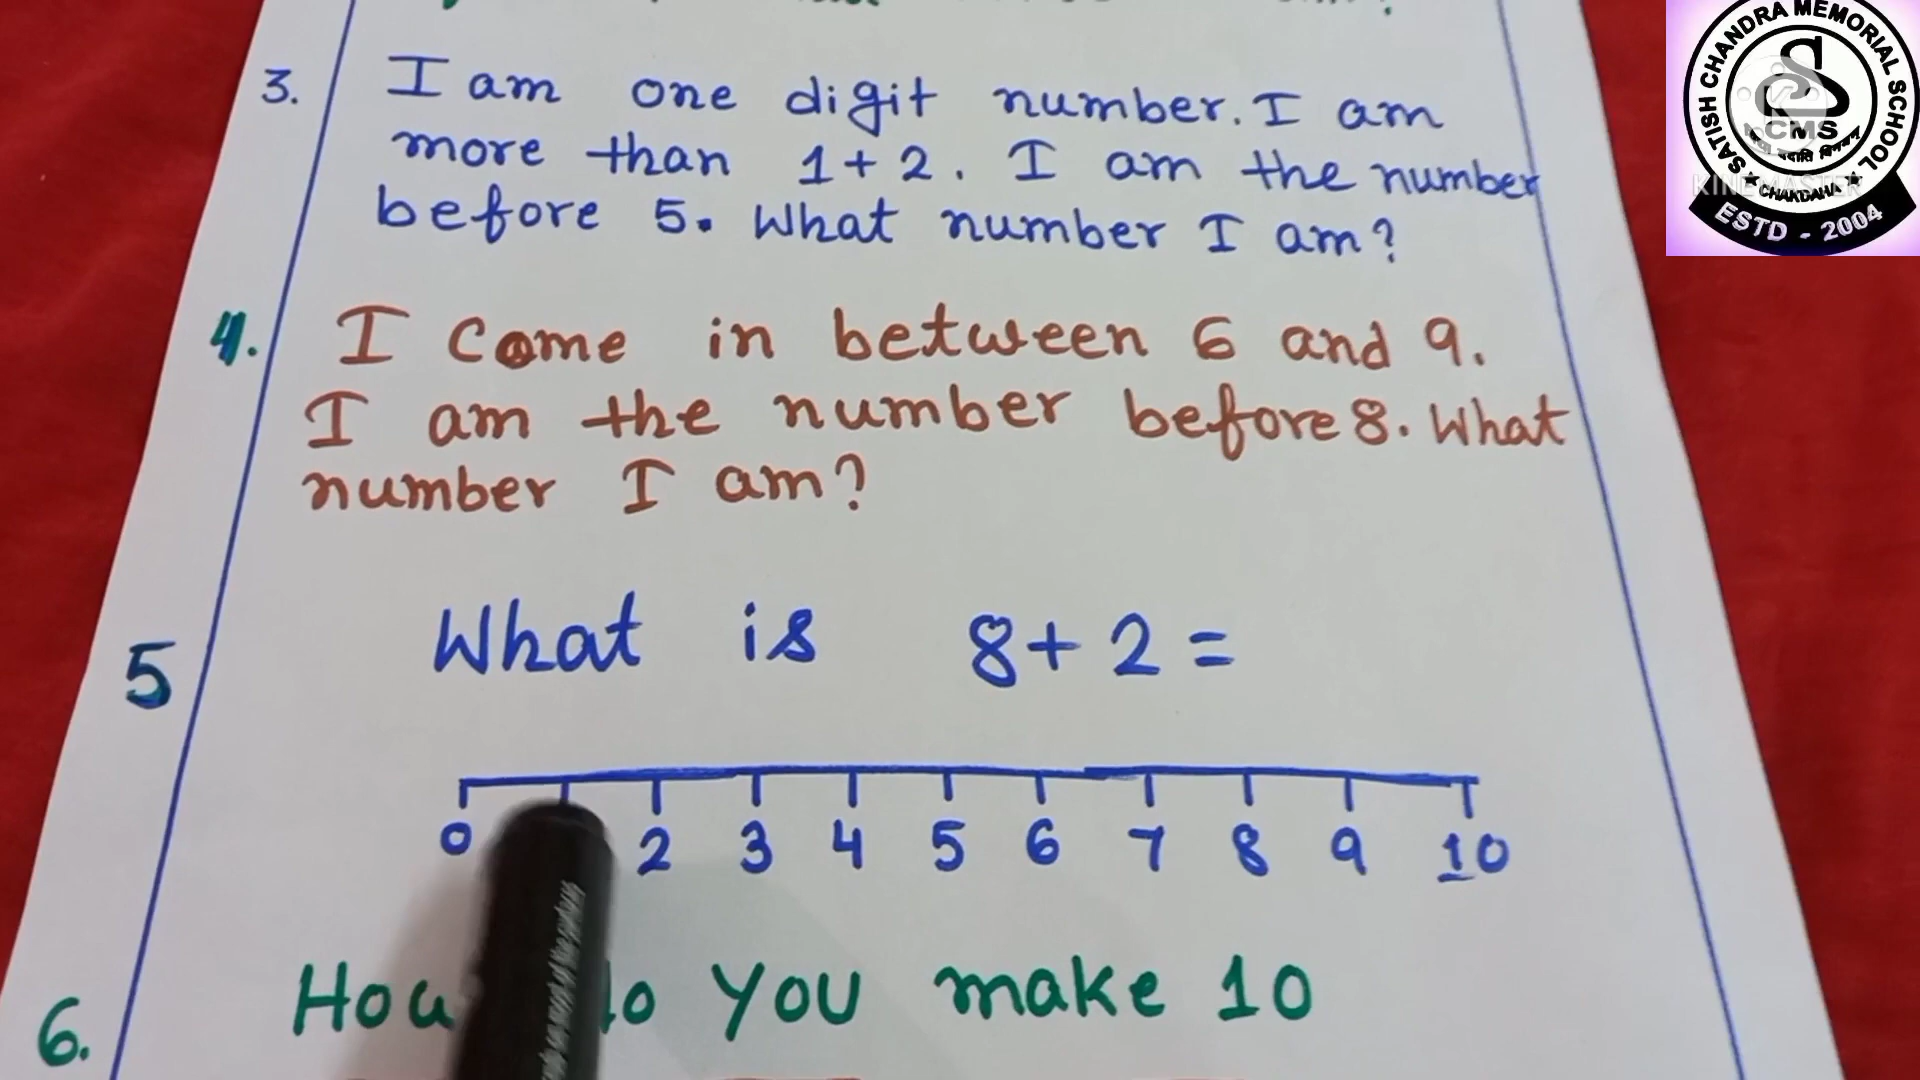 3. I am one digit number. I am
more than 1+2. I am the number
before 5. What number I am?
4. I Come in between 6 and 9.
I am the number before 8. What
number I am?
5 What is 8+2=
0 2 3 4 5 6 7 8 9 10
6. do you make 10
SATISH CHANDRA MEMORIAL SCHOOL
S
CMS
CHAKDAHA
ESTD - 2004
KINEMASTER